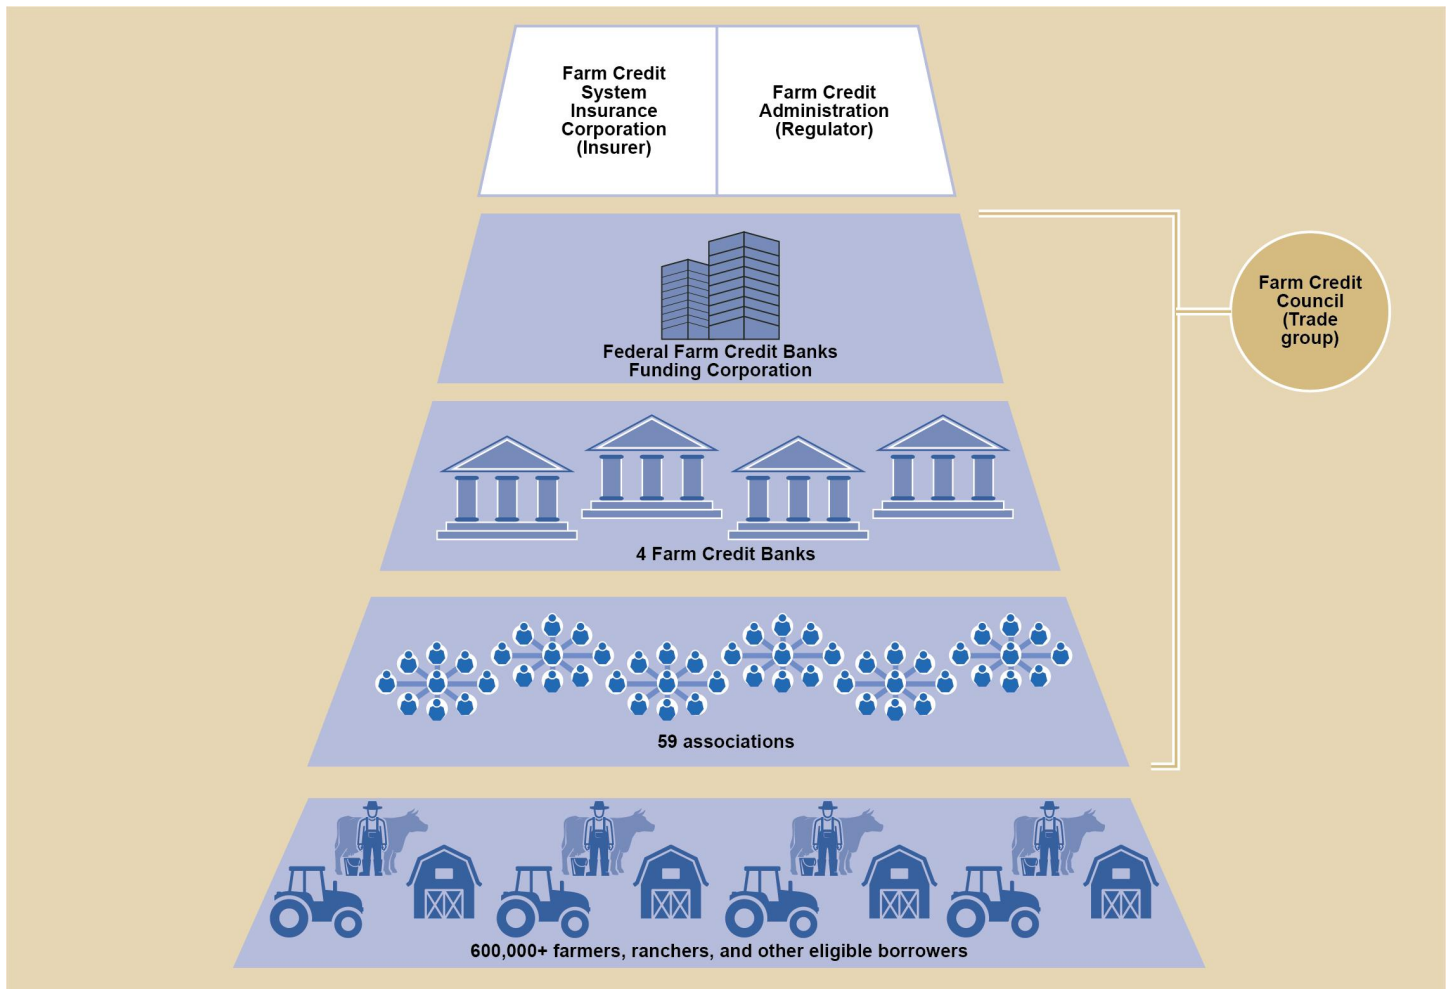 Farm Credit
System
Insurance
Corporation
(Insurer)
Farm Credit
Administration
(Regulator)
Federal Farm Credit Banks
Funding Corporation
Farm Credit
Council
(Trade
group)
4 Farm Credit Banks
59 associations
600,000+ farmers, ranchers, and other eligible borrowers